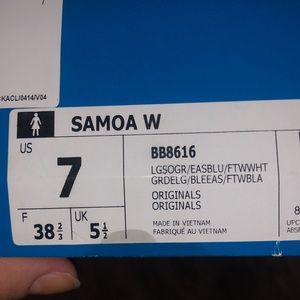 KACL/0414/V04
SAMOA W
US
7
BB8616
LGSOGR/EASBLU/FTWWHT
GRDELG/BLEEAS/FTWBLA
ORIGINALS
ORIGINALS
F
38 2/3
UK
5 1/2
MADE IN VIETNAM
FABRIQUÉ AU VIETNAM
8
UPC